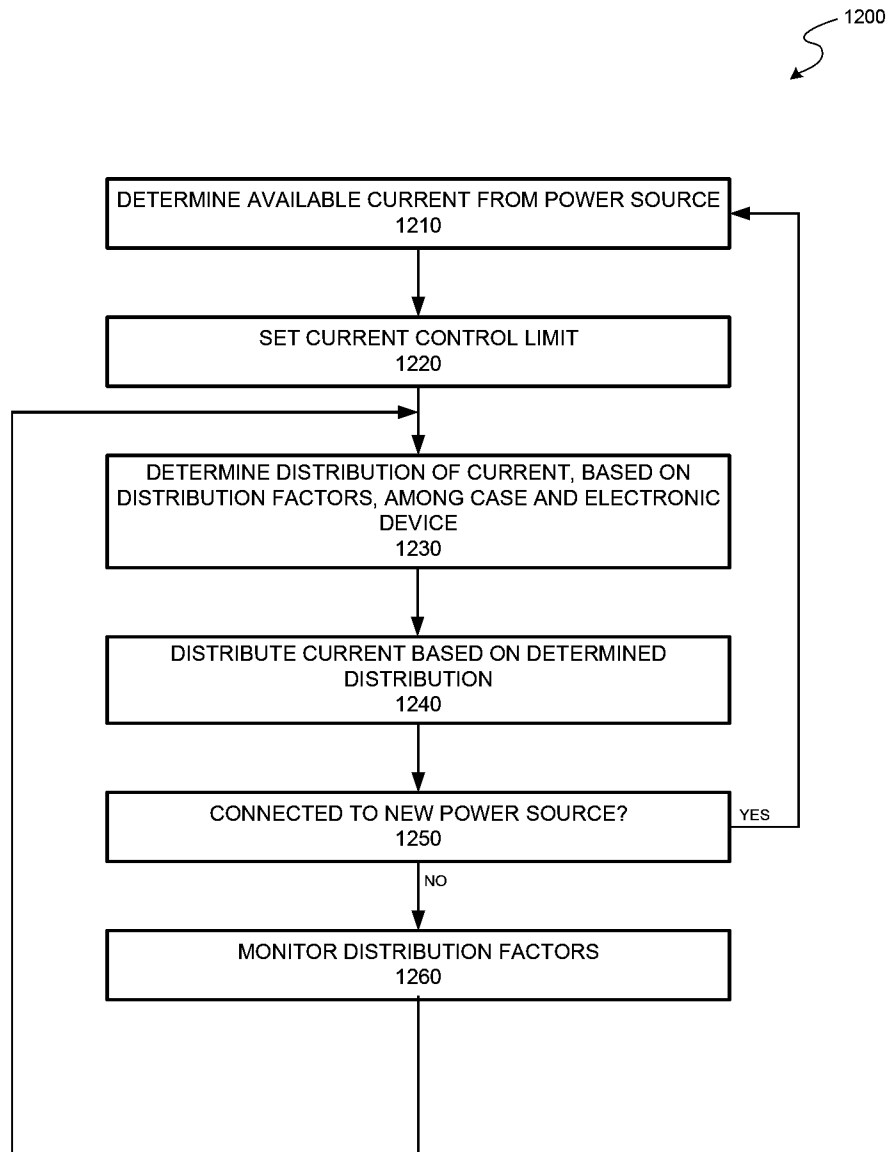 1200
DETERMINE AVAILABLE CURRENT FROM POWER SOURCE
1210
SET CURRENT CONTROL LIMIT
1220
DETERMINE DISTRIBUTION OF CURRENT, BASED ON
DISTRIBUTION FACTORS, AMONG CASE AND ELECTRONIC
DEVICE
1230
DISTRIBUTE CURRENT BASED ON DETERMINED
DISTRIBUTION
1240
CONNECTED TO NEW POWER SOURCE?
1250
YES
NO
MONITOR DISTRIBUTION FACTORS
1260